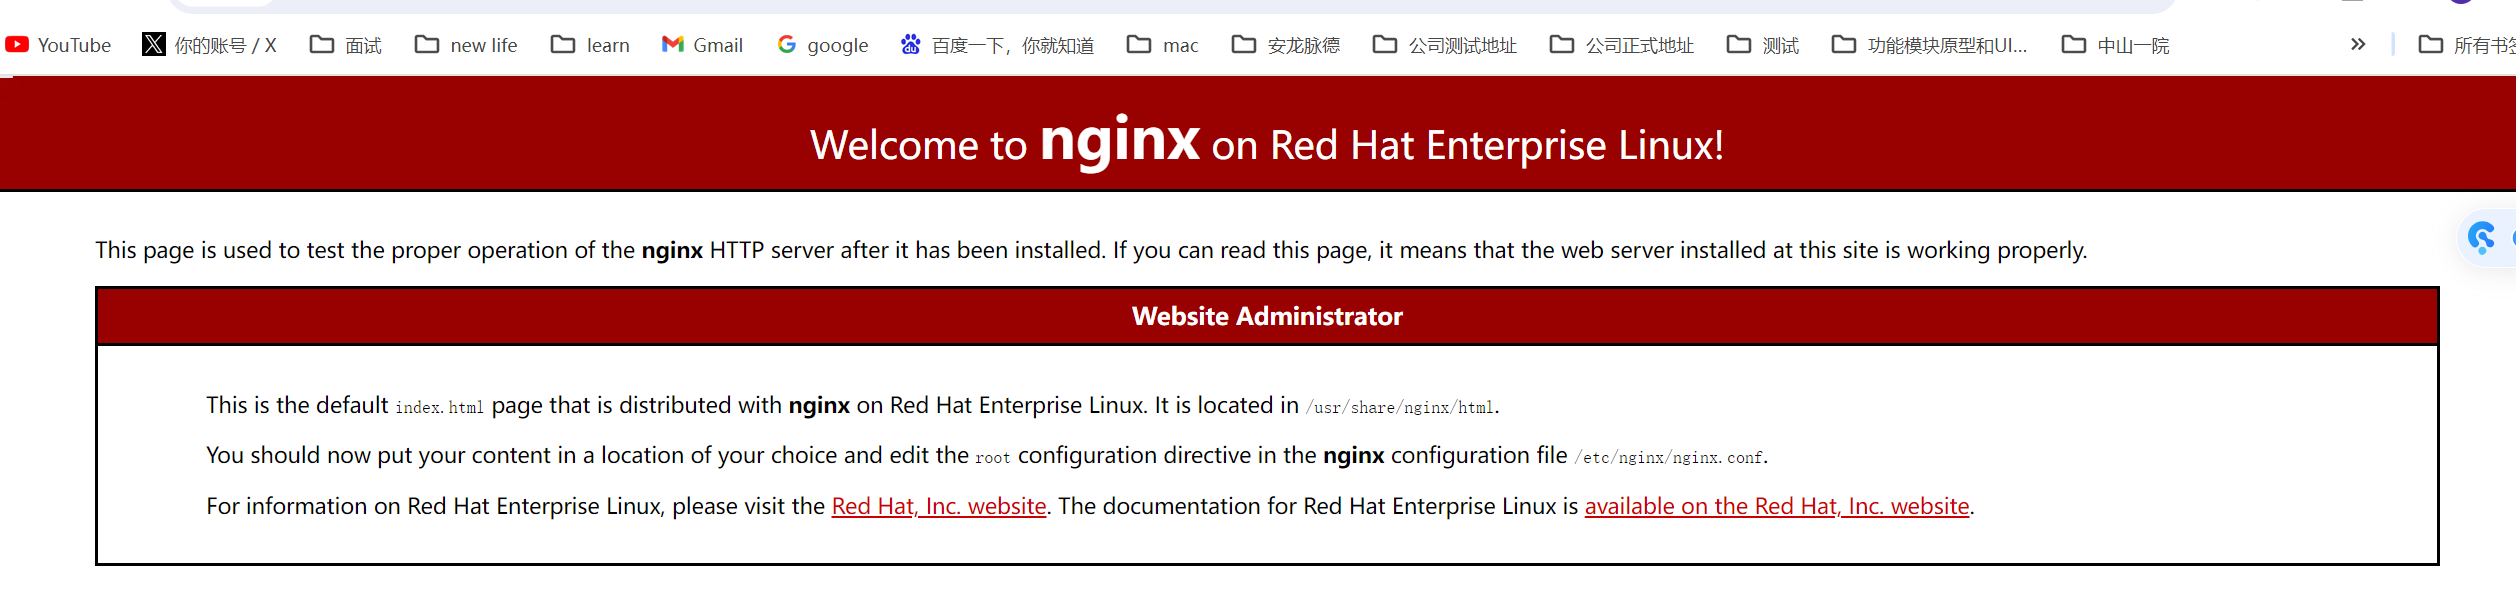 YouTube 你的账号 / X 面试 new life learn Gmail google 百度一下，你就知道 mac 安龙脉德 公司测试地址 公司正式地址 测试 功能模块原型和UI... 中山一院 » 所有书签
Welcome to nginx on Red Hat Enterprise Linux!
This page is used to test the proper operation of the nginx HTTP server after it has been installed. If you can read this page, it means that the web server installed at this site is working properly.
Website Administrator
This is the default index.html page that is distributed with nginx on Red Hat Enterprise Linux. It is located in /usr/share/nginx/html.
You should now put your content in a location of your choice and edit the root configuration directive in the nginx configuration file /etc/nginx/nginx.conf.
For information on Red Hat Enterprise Linux, please visit the Red Hat, Inc. website. The documentation for Red Hat Enterprise Linux is available on the Red Hat, Inc. website.